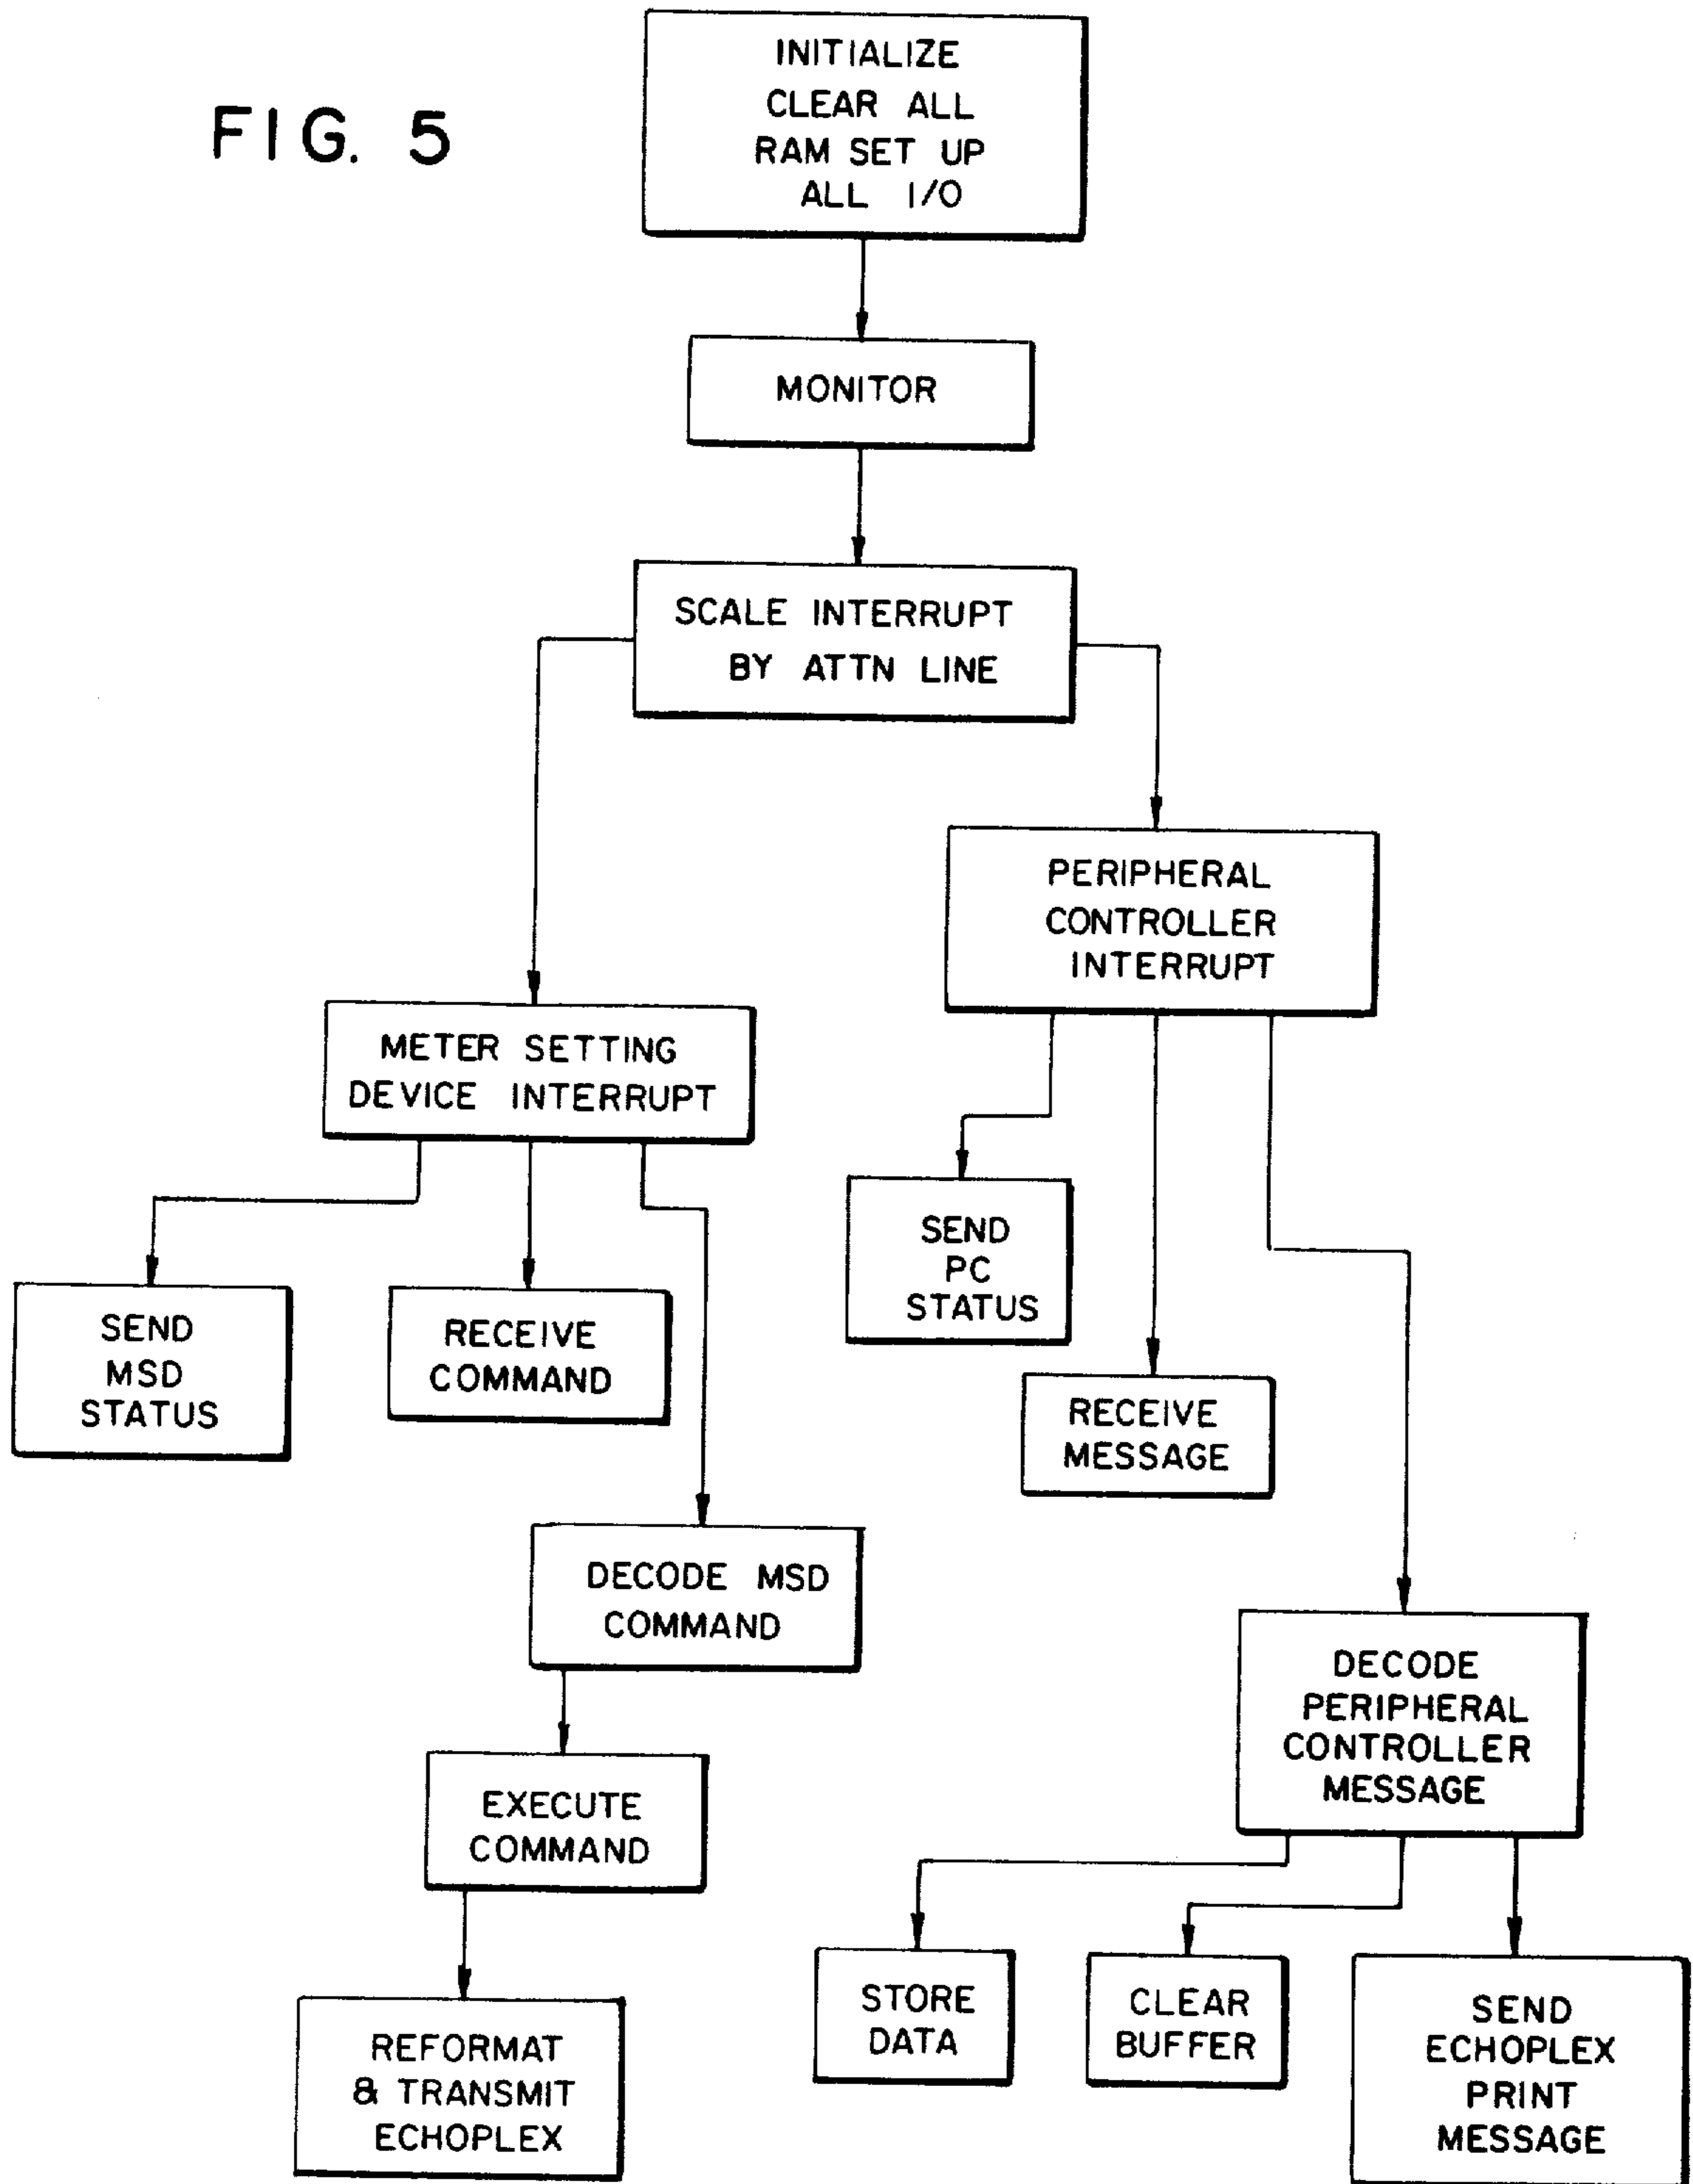 FIG. 5
INITIALIZE
CLEAR ALL
RAM SET UP
ALL I/O
MONITOR
SCALE INTERRUPT
BY ATTN LINE
PERIPHERAL
CONTROLLER
INTERRUPT
METER SETTING
DEVICE INTERRUPT
SEND
PC
STATUS
SEND
MSD
STATUS
RECEIVE
COMMAND
RECEIVE
MESSAGE
DECODE MSD
COMMAND
DECODE
PERIPHERAL
CONTROLLER
MESSAGE
EXECUTE
COMMAND
REFORMAT
& TRANSMIT
ECHOPLEX
STORE
DATA
CLEAR
BUFFER
SEND
ECHOPLEX
PRINT
MESSAGE